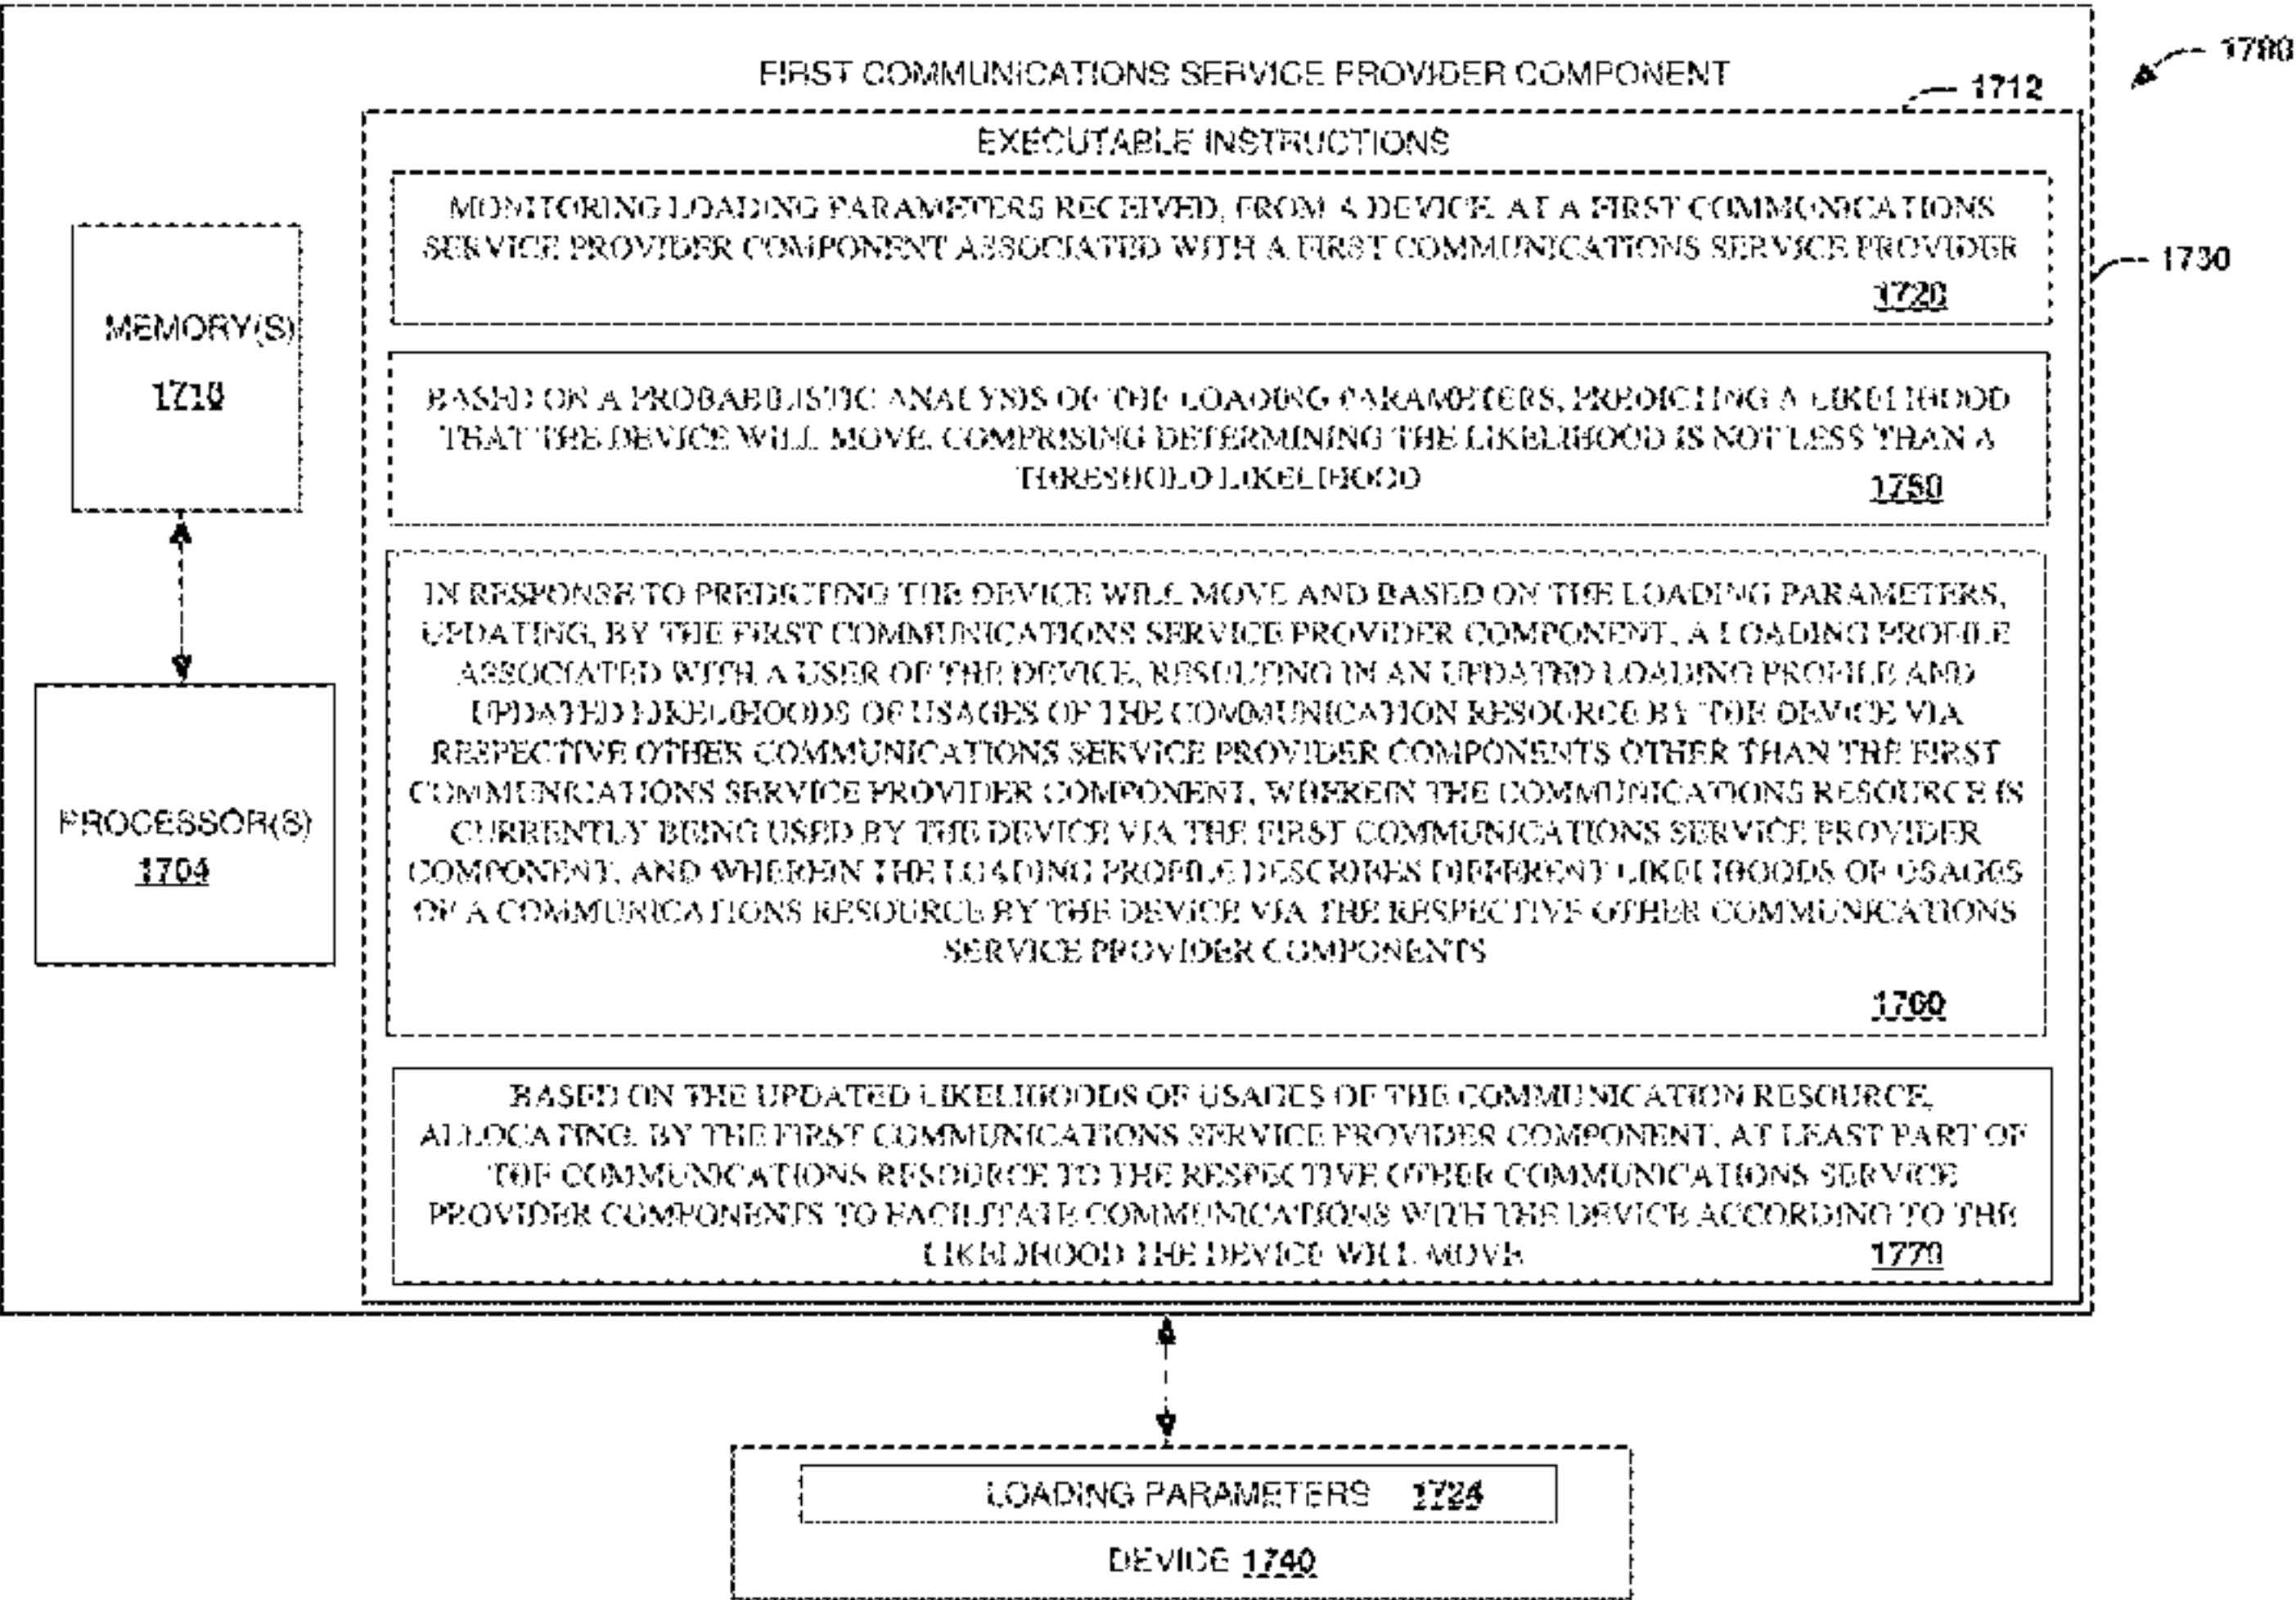 FIRST COMMUNICATIONS SERVICE PROVIDER COMPONENT
1700
1712
EXECUTABLE INSTRUCTIONS
MONITORING LOADING PARAMETERS RECEIVED, FROM A DEVICE, AT A FIRST COMMUNICATIONS
SERVICE PROVIDER COMPONENT ASSOCIATED WITH A FIRST COMMUNICATIONS SERVICE PROVIDER
1720
1730
MEMORY(S)
1710
BASED ON A PROBABILISTIC ANALYSIS OF THE LOADING PARAMETERS, PREDICTING A LIKELIHOOD
THAT THE DEVICE WILL MOVE, COMPRISING DETERMINING THE LIKELIHOOD IS NOT LESS THAN A
THRESHOLD LIKELIHOOD
1750
IN RESPONSE TO PREDICTING THE DEVICE WILL MOVE AND BASED ON THE LOADING PARAMETERS,
UPDATING, BY THE FIRST COMMUNICATIONS SERVICE PROVIDER COMPONENT, A LOADING PROFILE
ASSOCIATED WITH A USER OF THE DEVICE, RESULTING IN AN UPDATED LOADING PROFILE AND
UPDATED LIKELIHOODS OF USAGES OF THE COMMUNICATION RESOURCE BY THE DEVICE VIA
RESPECTIVE OTHER COMMUNICATIONS SERVICE PROVIDER COMPONENTS OTHER THAN THE FIRST
COMMUNICATIONS SERVICE PROVIDER COMPONENT, WHEREIN THE COMMUNICATIONS RESOURCE IS
CURRENTLY BEING USED BY THE DEVICE VIA THE FIRST COMMUNICATIONS SERVICE PROVIDER
COMPONENT, AND WHEREIN THE LOADING PROFILE DESCRIBES DIFFERENT LIKELIHOODS OF USAGES
OF A COMMUNICATIONS RESOURCE BY THE DEVICE VIA THE RESPECTIVE OTHER COMMUNICATIONS
SERVICE PROVIDER COMPONENTS
1760
PROCESSOR(S)
1704
BASED ON THE UPDATED LIKELIHOODS OF USAGES OF THE COMMUNICATION RESOURCE,
ALLOCATING, BY THE FIRST COMMUNICATIONS SERVICE PROVIDER COMPONENT, AT LEAST PART OF
THE COMMUNICATIONS RESOURCE TO THE RESPECTIVE OTHER COMMUNICATIONS SERVICE
PROVIDER COMPONENTS TO FACILITATE COMMUNICATIONS WITH THE DEVICE ACCORDING TO THE
LIKELIHOOD THE DEVICE WILL MOVE
1770
LOADING PARAMETERS 1724
DEVICE 1740